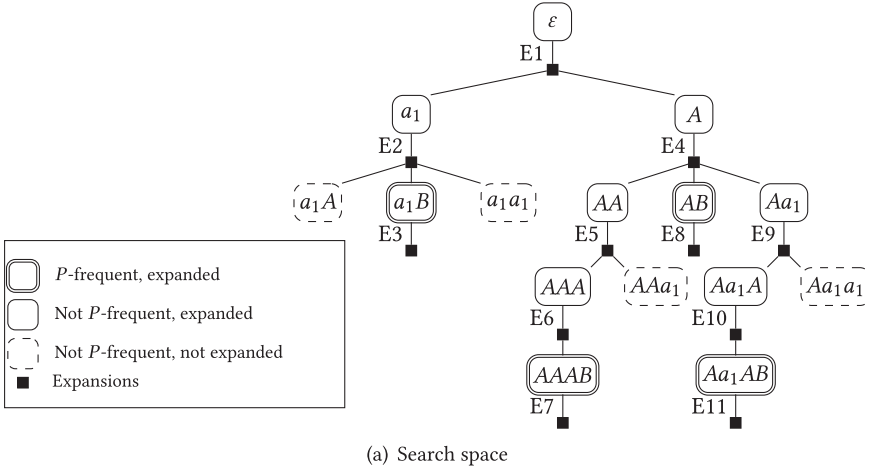 ε
E1
a₁ A
E2 E4
a₁A a₁B a₁a₁ AA AB Aa₁
E3 E5 E8 E9
P-frequent, expanded
AAA AAa₁ Aa₁A Aa₁a₁
Not P-frequent, expanded
E6 E10
Not P-frequent, not expanded
Expansions
AAAB Aa₁AB
E7 E11
(a) Search space